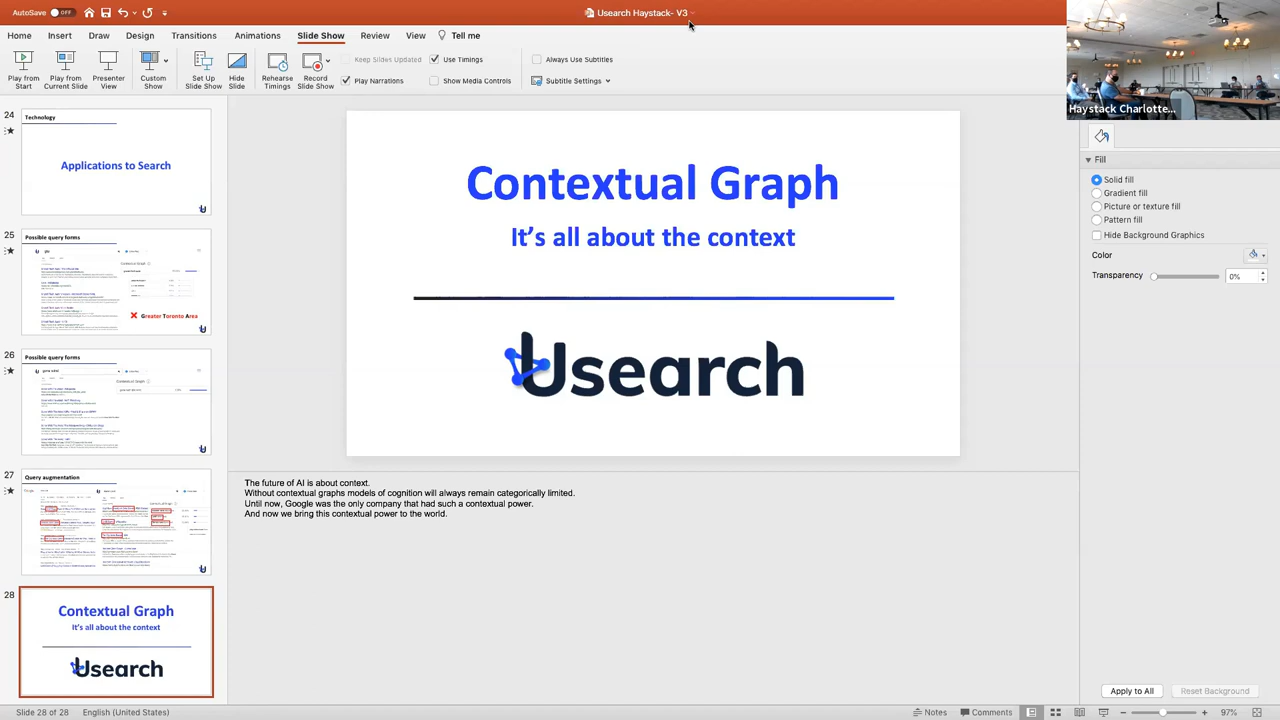 AutoSave OFF
Usearch Haystack- V3
Home Insert Draw Design Transitions Animations Slide Show Review View Tell me
Play from Start
Play from Current Slide
Presenter View
Custom Show
Set Up Slide Show
Hide Slide
Rehearse Timings
Record Slide Show
Keep Slides Updated
Use Timings
Play Narrations
Show Media Controls
Always Use Subtitles
Subtitle Settings
Haystack Charlotte...
24
Technology
Applications to Search
25
Possible query forms
Greater Toronto Area
26
Possible query forms
27
Query augmentation
28
Contextual Graph
It's all about the context
Usearch
Contextual Graph
It's all about the context
Usearch
The future of AI is about context.
Without contextual graphs models of cognition will always remain catagorically limited.
Until now, Google was the only company that had such a contextual power.
And now we bring this contextual power to the world.
Fill
Solid fill
Gradient fill
Picture or texture fill
Pattern fill
Hide Background Graphics
Color
Transparency 0%
Apply to All
Reset Background
Slide 28 of 28 English (United States)
Notes Comments 97%